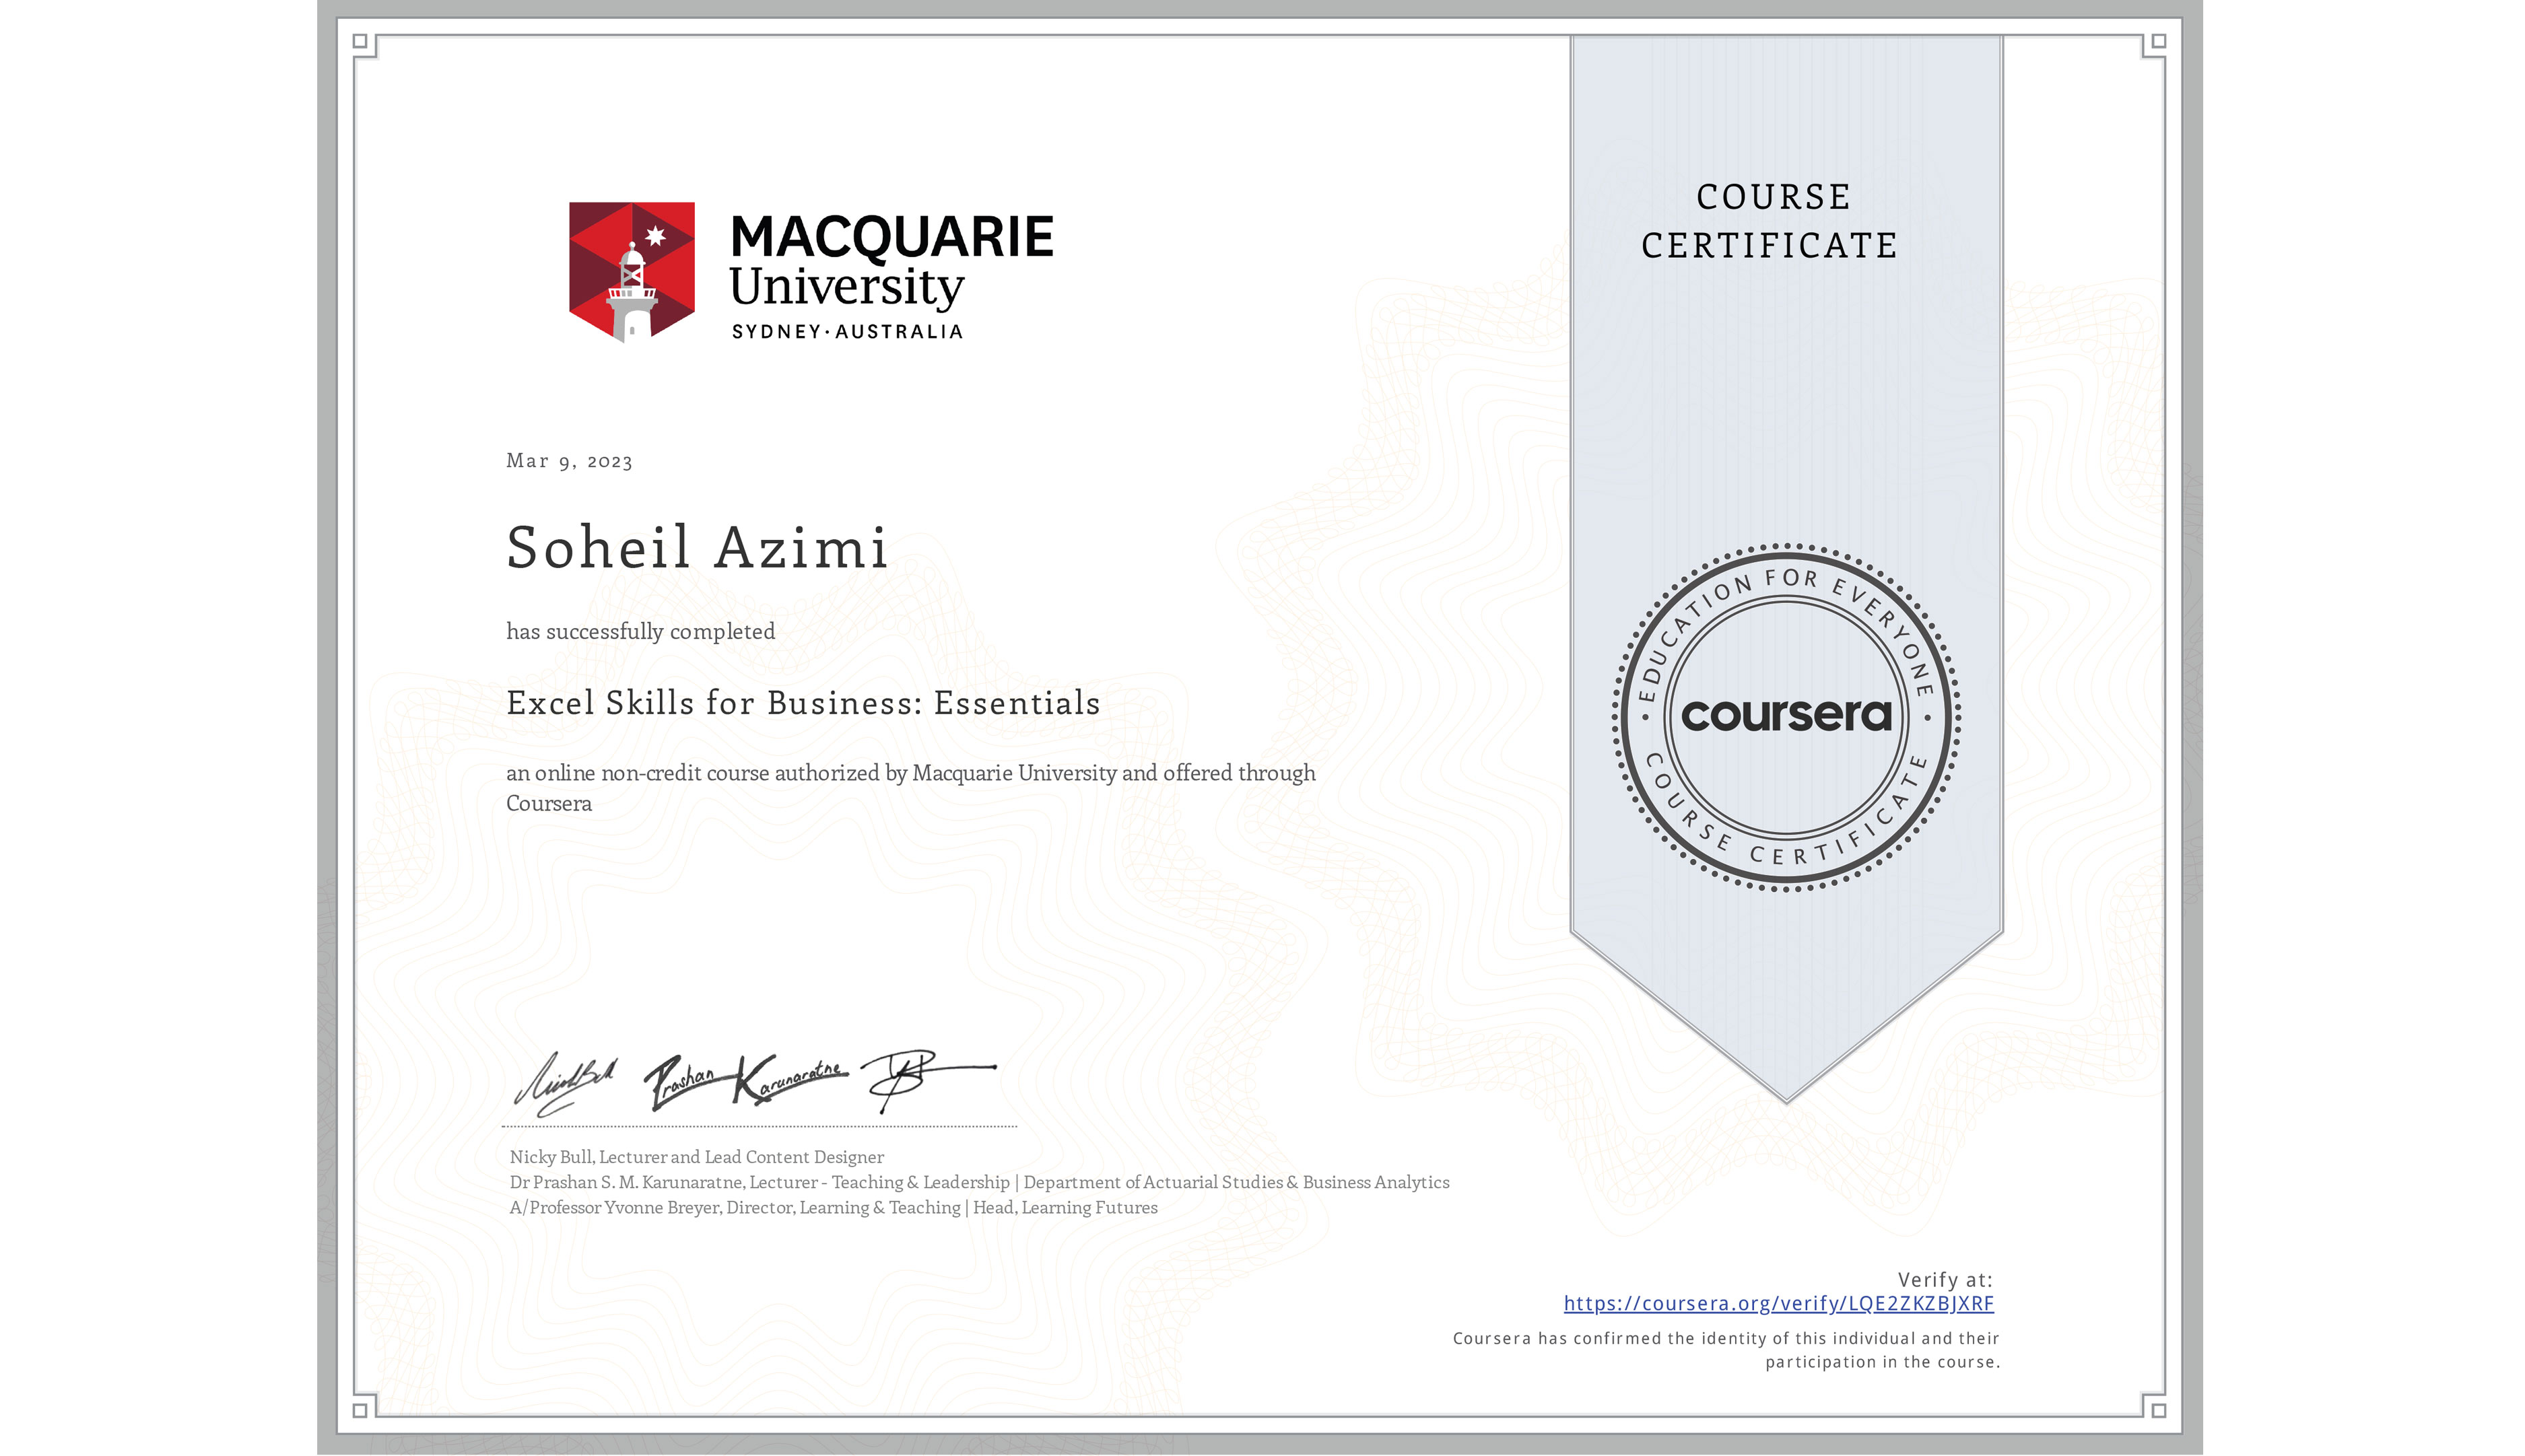 MACQUARIE
University
SYDNEY·AUSTRALIA
COURSE
CERTIFICATE
Mar 9, 2023
Soheil Azimi
has successfully completed
Excel Skills for Business: Essentials
an online non-credit course authorized by Macquarie University and offered through
Coursera
EDUCATION FOR EVERYONE
coursera
COURSE CERTIFICATE
Prashan Karunaratne
Nicky Bull, Lecturer and Lead Content Designer
Dr Prashan S. M. Karunaratne, Lecturer - Teaching & Leadership | Department of Actuarial Studies & Business Analytics
A/Professor Yvonne Breyer, Director, Learning & Teaching | Head, Learning Futures
Verify at:
https://coursera.org/verify/LQE2ZKZBJXRF
Coursera has confirmed the identity of this individual and their
participation in the course.